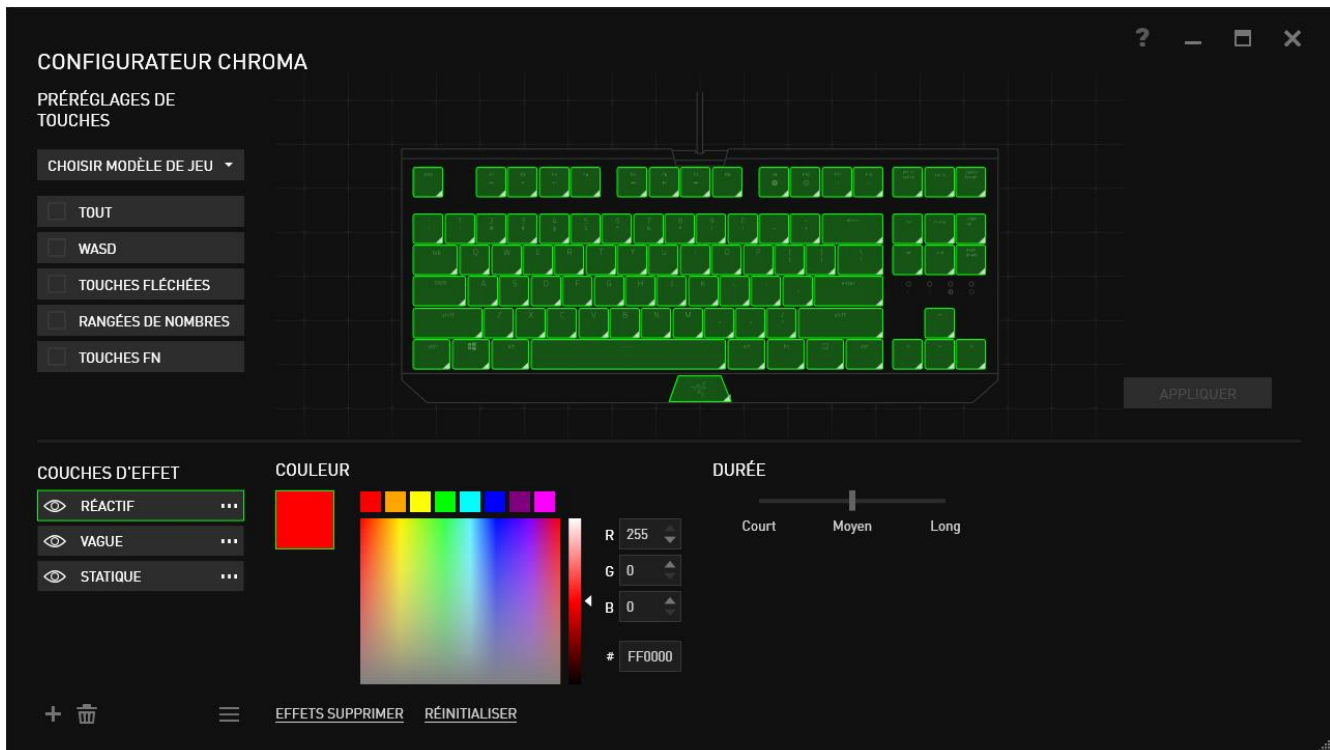 ?
CONFIGURATEUR CHROMA
PRÉRÉGLAGES DE
TOUCHES
CHOISIR MODÈLE DE JEU
TOUT
WASD
TOUCHES FLÉCHÉES
RANGÉES DE NOMBRES
TOUCHES FN
APPLIQUER
COUCHES D'EFFET
RÉACTIF
VAGUE
STATIQUE
COULEUR
R 255
G 0
B 0
# FF0000
EFFETS SUPPRIMER RÉINITIALISER
DURÉE
Court Moyen Long